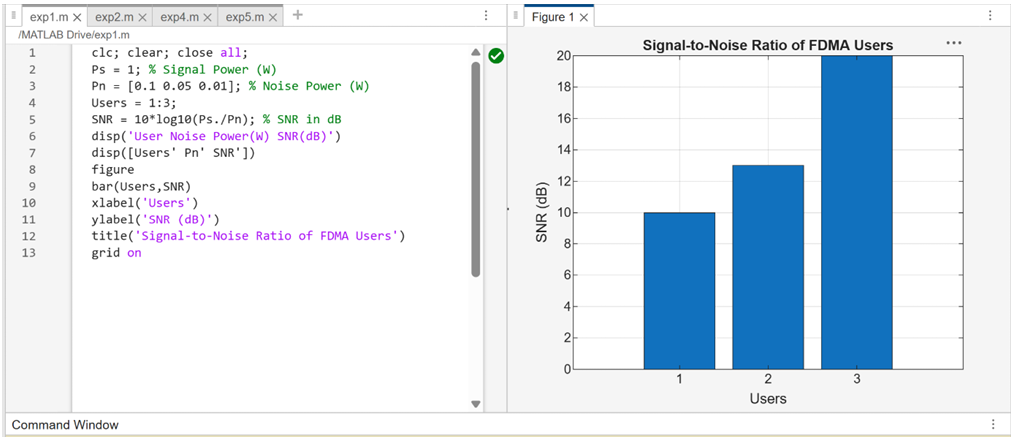 exp1.m × exp2.m × exp4.m × exp5.m × +
/MATLAB Drive/exp1.m
1 clc; clear; close all;
2 Ps = 1; % Signal Power (W)
3 Pn = [0.1 0.05 0.01]; % Noise Power (W)
4 Users = 1:3;
5 SNR = 10*log10(Ps./Pn); % SNR in dB
6 disp('User Noise Power(W) SNR(dB)')
7 disp([Users' Pn' SNR'])
8 figure
9 bar(Users,SNR)
10 xlabel('Users')
11 ylabel('SNR (dB)')
12 title('Signal-to-Noise Ratio of FDMA Users')
13 grid on
Figure 1 ×
Signal-to-Noise Ratio of FDMA Users
20
18
16
14
12
10
8
6
4
2
0
SNR (dB)
1 2 3
Users
Command Window